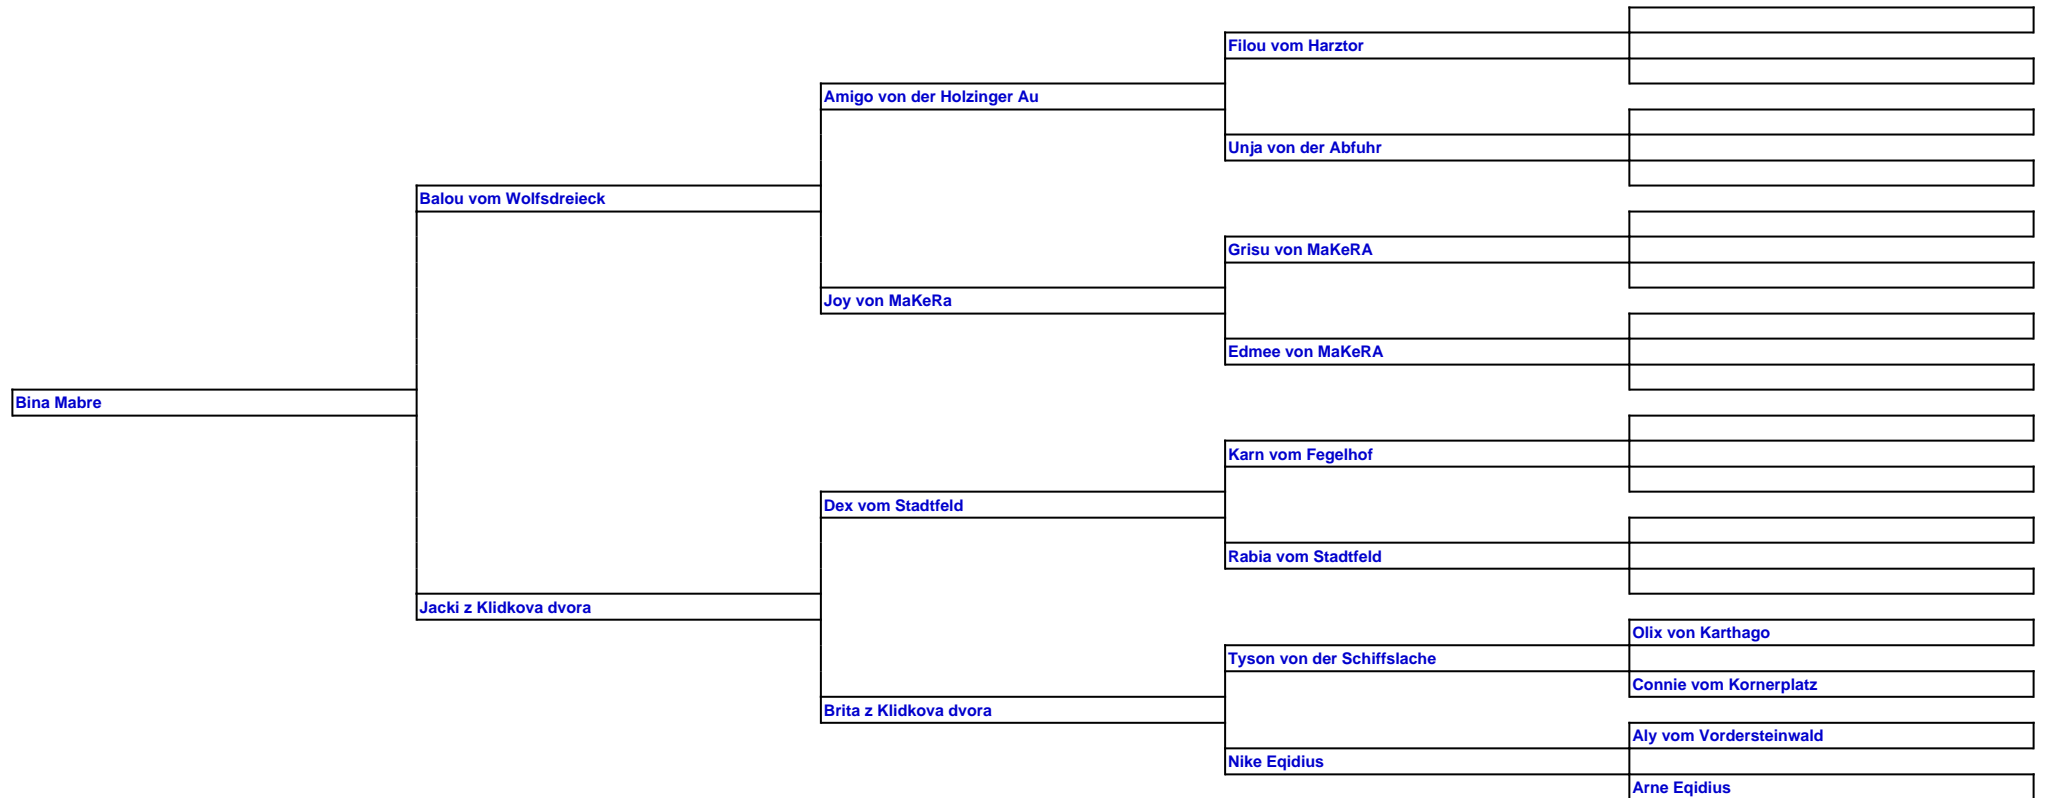 Filou vom Harztor
Amigo von der Holzinger Au
Unja von der Abfuhr
Balou vom Wolfsdreieck
Grisu von MaKeRA
Joy von MaKeRa
Edmee von MaKeRA
Bina Mabre
Karn vom Fegelhof
Dex vom Stadtfeld
Rabia vom Stadtfeld
Jacki z Klidkova dvora
Olix von Karthago
Tyson von der Schiffslache
Connie vom Kornerplatz
Brita z Klidkova dvora
Aly vom Vordersteinwald
Nike Eqidius
Arne Eqidius